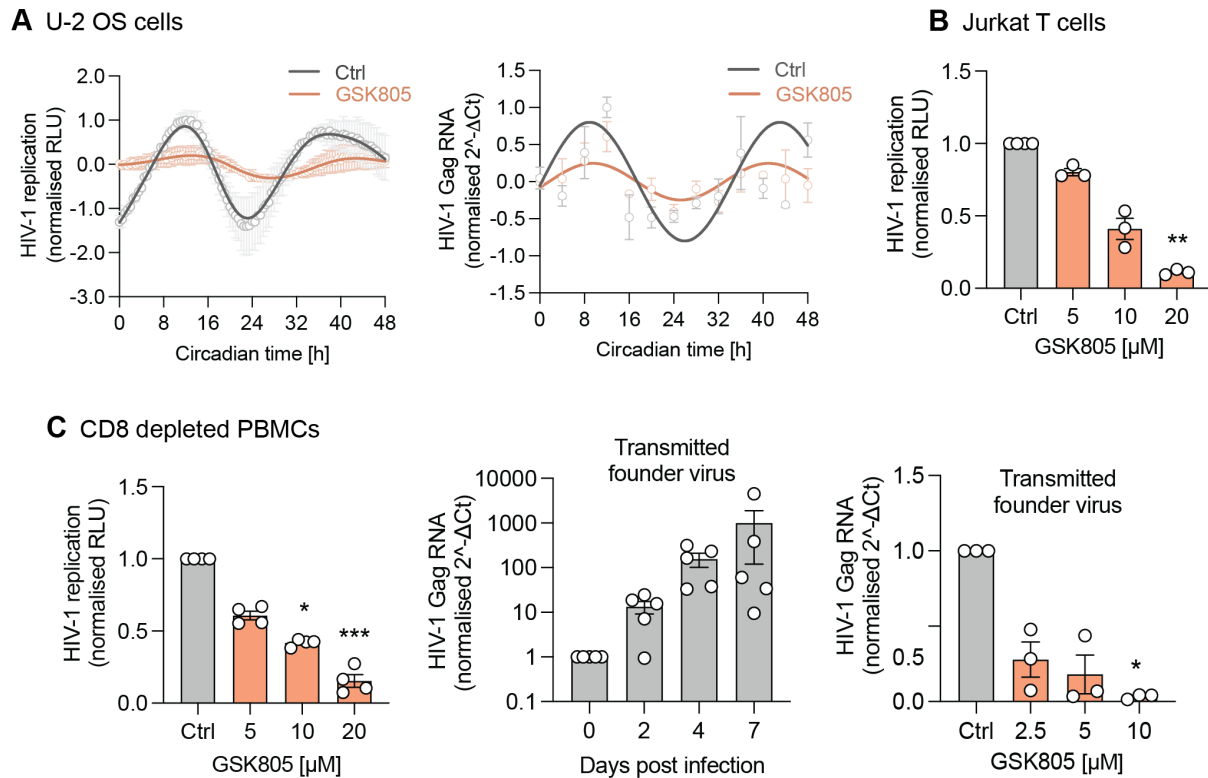 A U-2 OS cells
Ctrl
GSK805
HIV-1 replication
(normalised RLU)
2.0
1.0
0.0
-1.0
-3.0
0 8 16 24 32 40 48
Circadian time [h]
Ctrl
GSK805
HIV-1 Gag RNA
(normalised 2^-ΔCt)
1.5
1.0
0.5
0.0
-0.5
-1.0
-1.5
0 8 16 24 32 40 48
Circadian time [h]
B Jurkat T cells
HIV-1 replication
(normalised RLU)
1.5
1.0
0.5
0.0
**
Ctrl 5 10 20
GSK805 [µM]
C CD8 depleted PBMCs
HIV-1 replication
(normalised RLU)
1.5
1.0
0.5
0.0
*
***
Ctrl 5 10 20
GSK805 [µM]
Transmitted
founder virus
HIV-1 Gag RNA
(normalised 2^-ΔCt)
10000
1000
100
10
1
0.1
0 2 4 7
Days post infection
Transmitted
founder virus
HIV-1 Gag RNA
(normalised 2^-ΔCt)
1.5
1.0
0.5
0.0
*
Ctrl 2.5 5 10
GSK805 [µM]